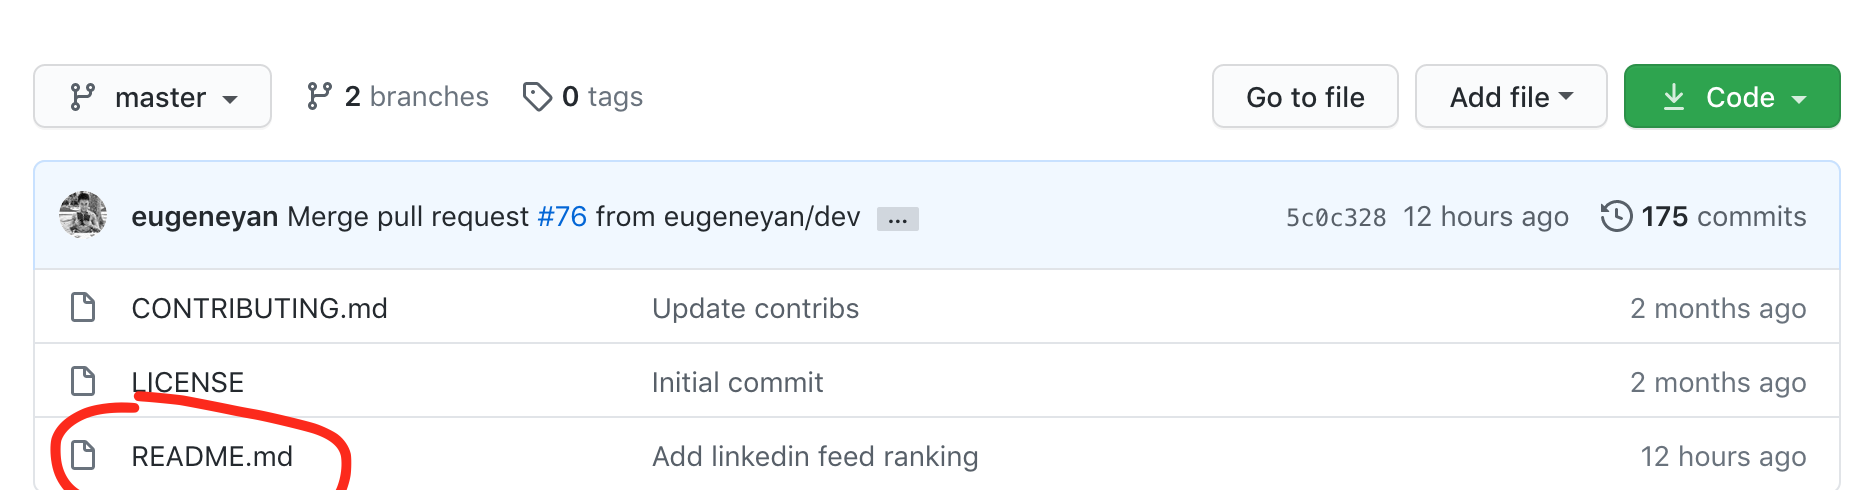 master 2 branches 0 tags Go to file Add file Code
eugeneyan Merge pull request #76 from eugeneyan/dev ... 5c0c328 12 hours ago 175 commits
CONTRIBUTING.md Update contribs 2 months ago
LICENSE Initial commit 2 months ago
README.md Add linkedin feed ranking 12 hours ago